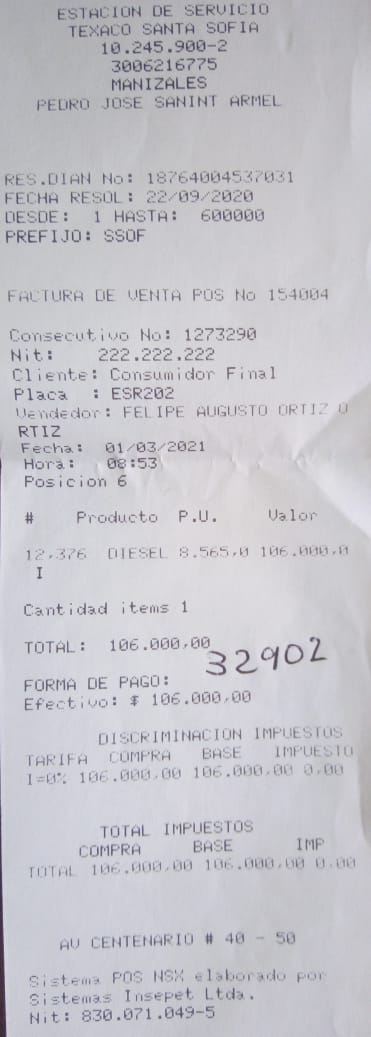 ESTACION DE SERVICIO
TEXACO SANTA SOFIA
10.245.900-2
3006216775
MANIZALES
PEDRO JOSE SANINT ARMEL
RES.DIAN No: 18764004537031
FECHA RESOL: 22/09/2020
DESDE: 1 HASTA: 600000
PREFIJO: SSOF
FACTURA DE VENTA POS No 154004
Consecutivo No: 1273290
Nit: 222.222.222
Cliente: Consumidor Final
Placa : ESR202
Vendedor: FELIPE AUGUSTO ORTIZ O
RTIZ
Fecha: 01/03/2021
Hora: 08:53
Posicion 6
# Producto P.U. Valor
12,376 DIESEL 8.565,0 106.000,0
I
Cantidad items 1
TOTAL: 106.000,00
32902
FORMA DE PAGO:
Efectivo: $ 106.000,00
DISCRIMINACION IMPUESTOS
TARIFA COMPRA BASE IMPUESTO
I=0% 106.000,00 106.000,00 0,00
TOTAL IMPUESTOS
COMPRA BASE IMP
TOTAL 106.000,00 106.000,00 0.00
AV CENTENARIO # 40 - 50
Sistema POS NSX elaborado por
Sistemas Insepet Ltda.
Nit: 830.071.049-5